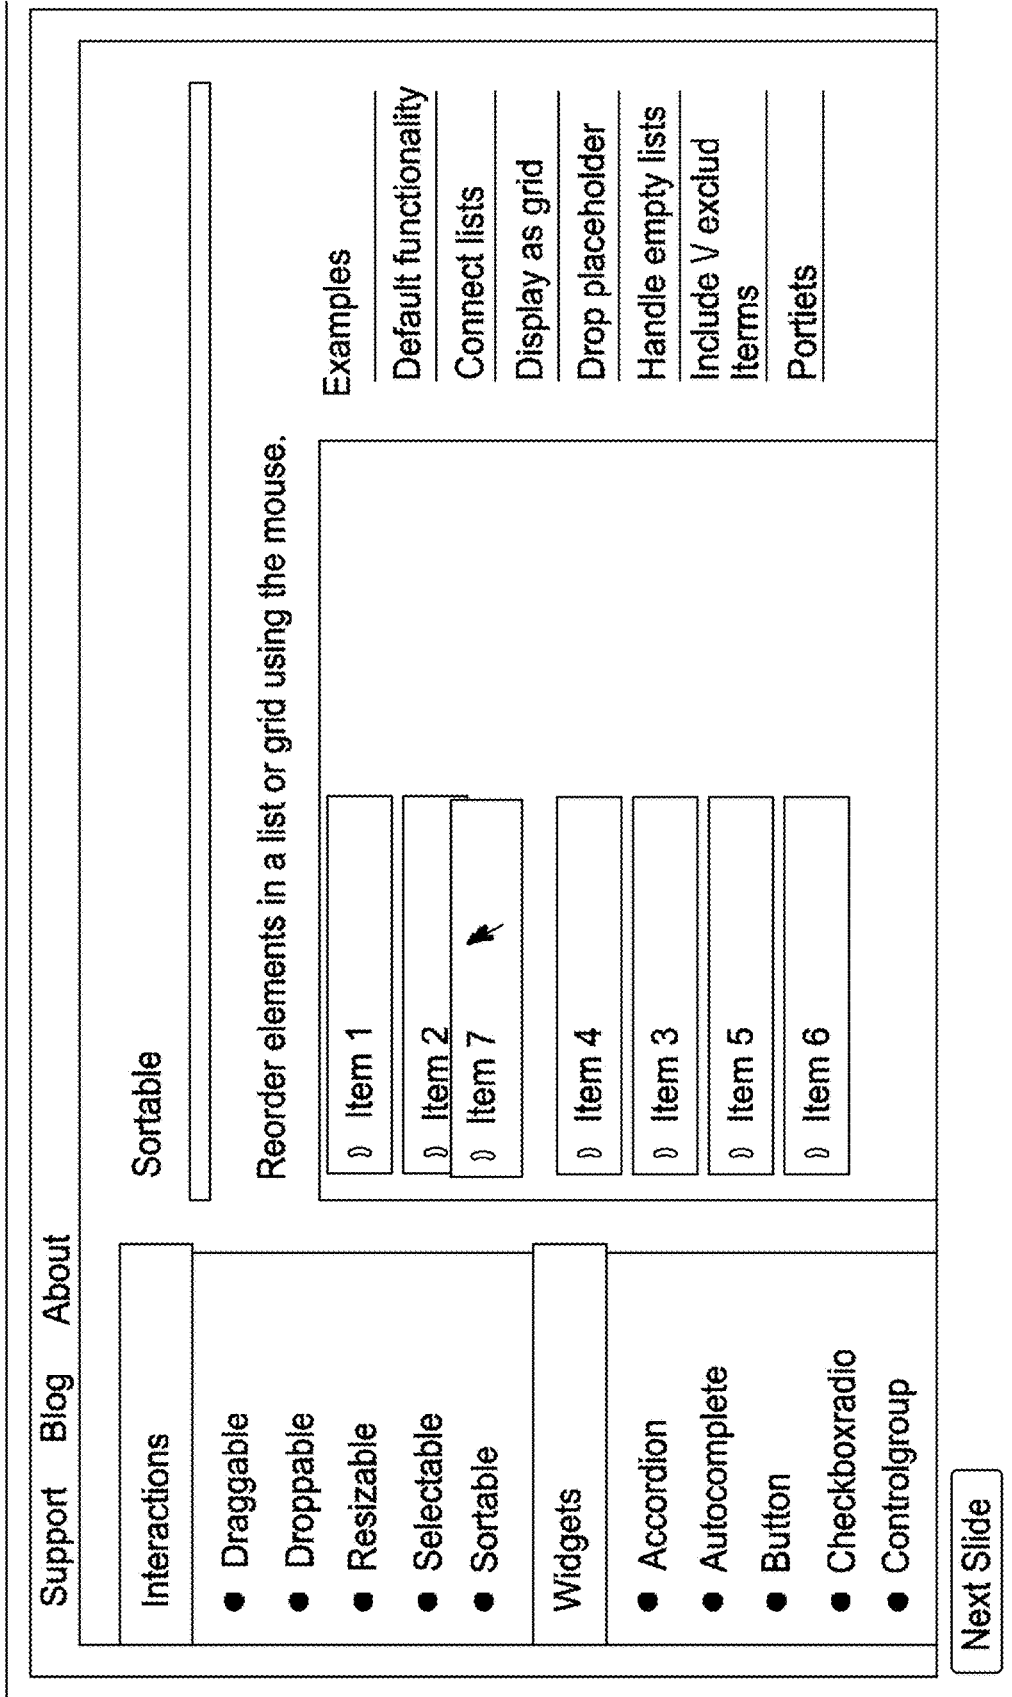 Support Blog About
Interactions
Draggable
Droppable
Resizable
Selectable
Sortable
Widgets
Accordion
Autocomplete
Button
Checkboxradio
Controlgroup
Sortable
Reorder elements in a list or grid using the mouse.
Item 1
Item 2
Item 7
Item 4
Item 3
Item 5
Item 6
Examples
Default functionality
Connect lists
Display as grid
Drop placeholder
Handle empty lists
Include V exclud
Iterms
Portiets
Next Slide